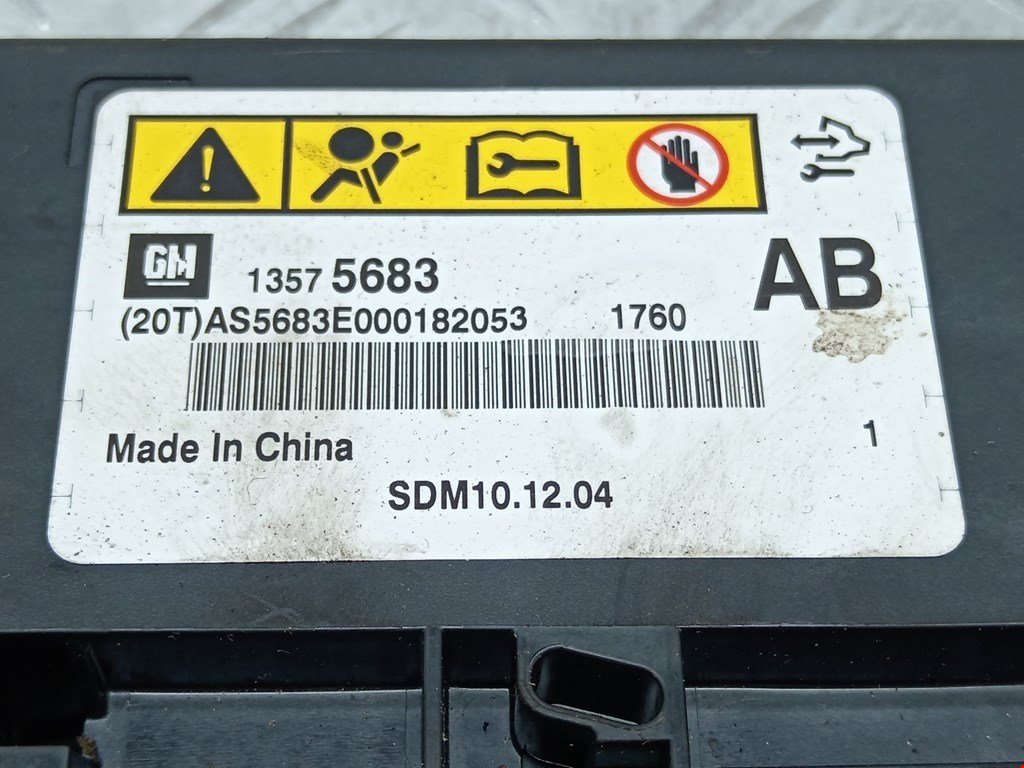 GM 1357 5683 AB
(20T)AS5683E000182053 1760
Made In China 1
SDM10.12.04